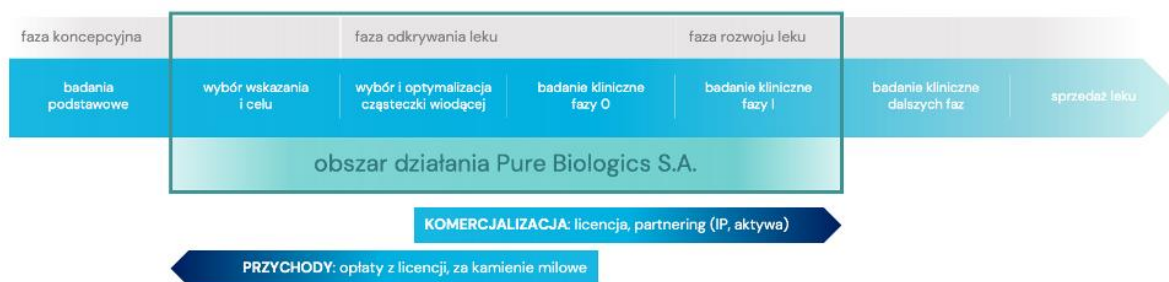 faza koncepcyjna
faza odkrywania leku
faza rozwoju leku
badania
podstawowe
wybór wskazania
i celu
wybór i optymalizacja
cząsteczki wiodącej
badanie kliniczne
fazy 0
badanie kliniczne
fazy I
badanie kliniczne
dalszych faz
sprzedaż leku
obszar działania Pure Biologics S.A.
KOMERCJALIZACJA: licencja, partnering (IP, aktywa)
PRZYCHODY: opłaty z licencji, za kamienie milowe